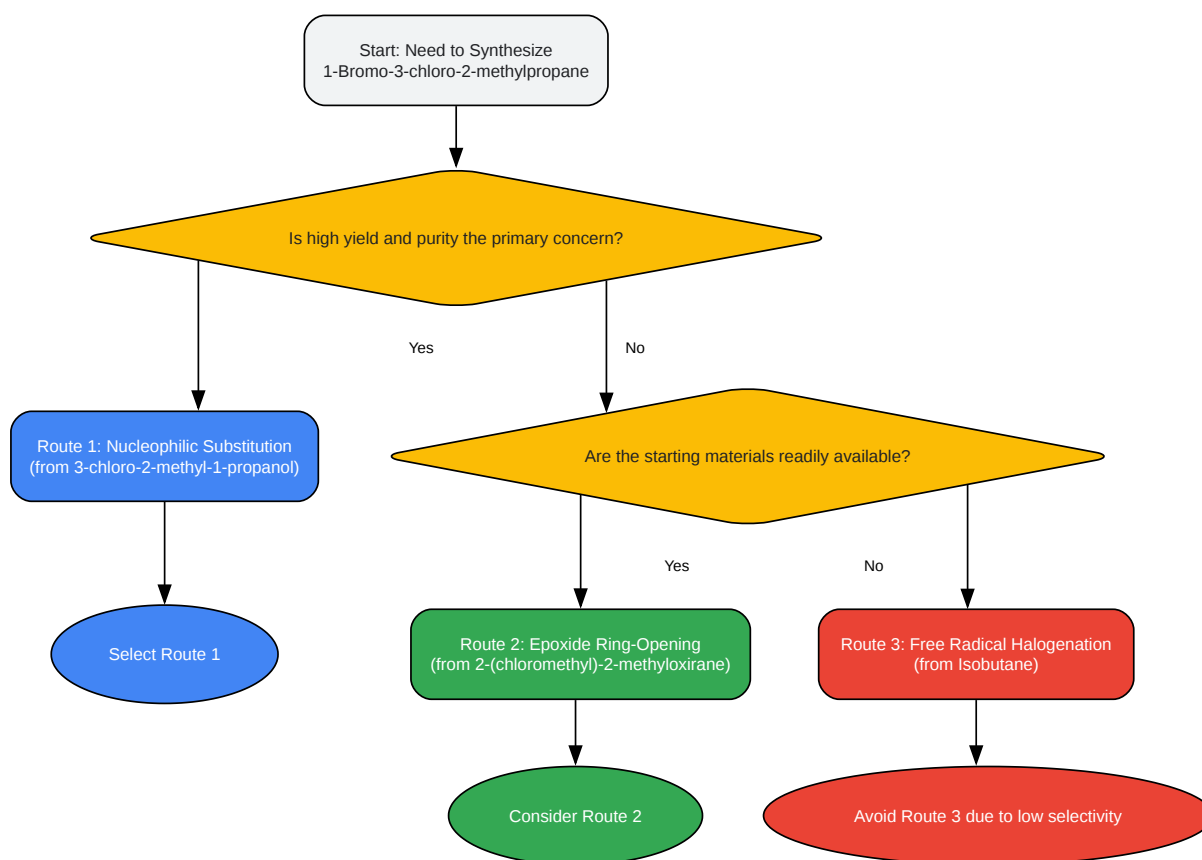 Start: Need to Synthesize
1-Bromo-3-chloro-2-methylpropane
Is high yield and purity the primary concern?
Yes
No
Route 1: Nucleophilic Substitution
(from 3-chloro-2-methyl-1-propanol)
Are the starting materials readily available?
Select Route 1
Yes
No
Route 2: Epoxide Ring-Opening
(from 2-(chloromethyl)-2-methyloxirane)
Route 3: Free Radical Halogenation
(from Isobutane)
Consider Route 2
Avoid Route 3 due to low selectivity